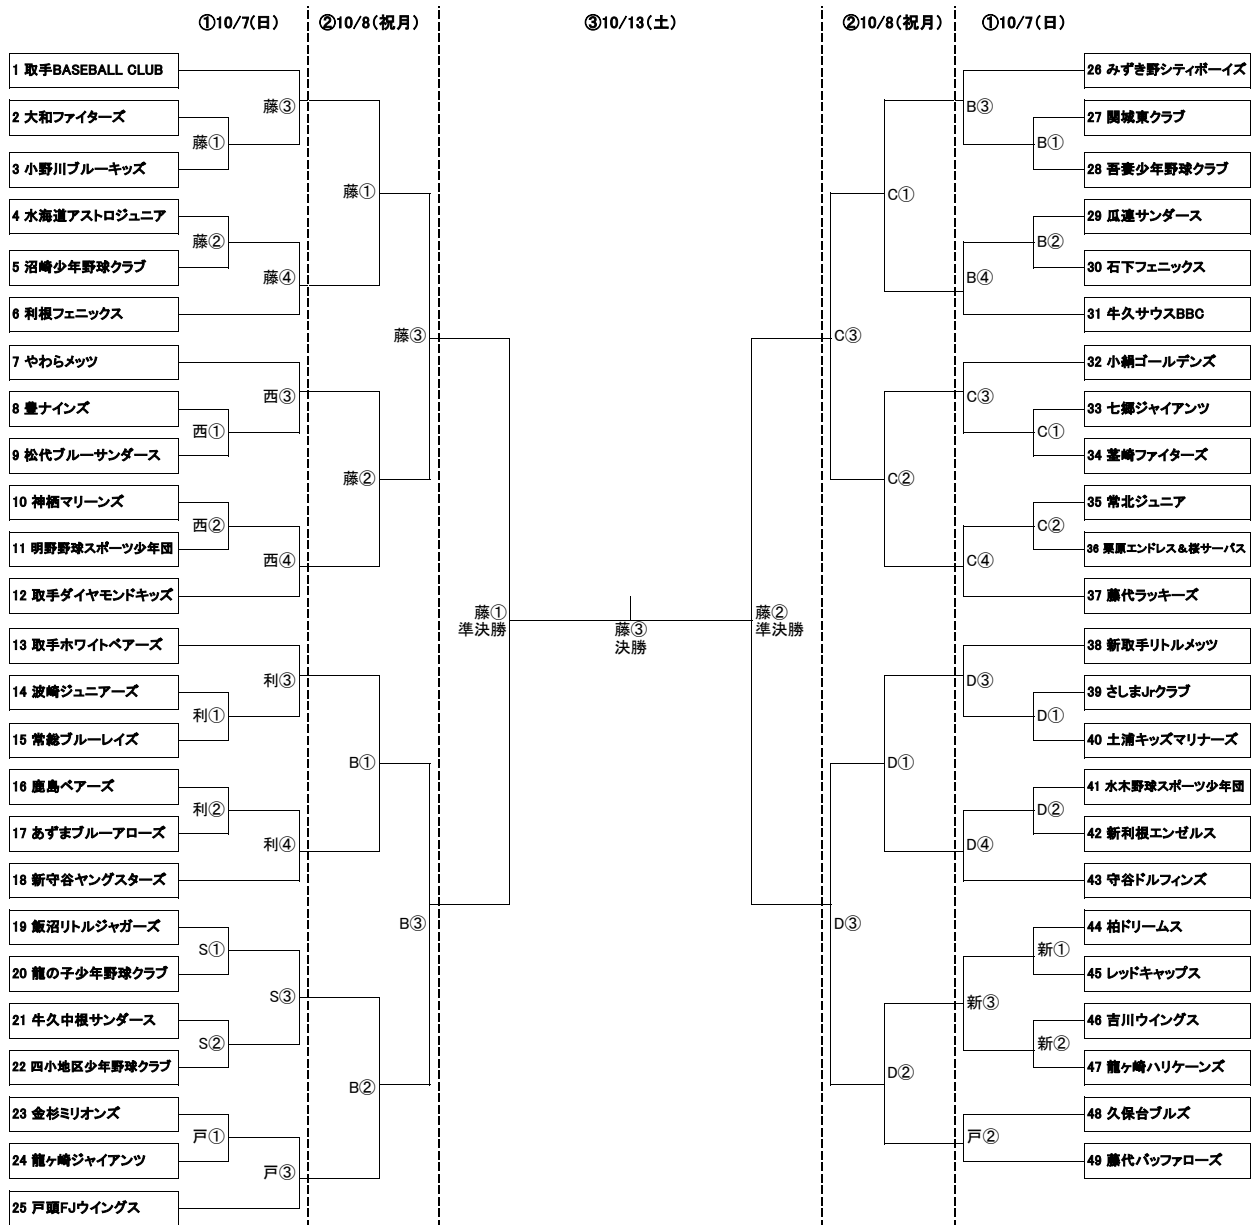 ①10/7(日)
②10/8(祝月)
③10/13(土)
②10/8(祝月)
①10/7(日)
1 取手BASEBALL CLUB
2 大和ファイターズ
3 小野川ブルーキッズ
4 水海道アストロジュニア
5 沼崎少年野球クラブ
6 利根フェニックス
7 やわらメッツ
8 豊ナインズ
9 松代ブルーサンダース
10 神栖マリーンズ
11 明野野球スポーツ少年団
12 取手ダイヤモンドキッズ
13 取手ホワイトベアーズ
14 波崎ジュニアーズ
15 常総ブルーレイズ
16 鹿島ベアーズ
17 あずまブルーアローズ
18 新守谷ヤングスターズ
19 飯沼リトルジャガーズ
20 龍の子少年野球クラブ
21 牛久中根サンダース
22 四小地区少年野球クラブ
23 金杉ミリオンズ
24 龍ヶ崎ジャイアンツ
25 戸頭FJウイングス
藤①
藤②
西①
西②
利①
利②
S①
S②
戸①
藤③
藤④
西③
西④
利③
利④
S③
戸③
藤①
藤②
B①
B②
藤③
B③
藤①
準決勝
藤③
決勝
藤②
準決勝
C③
D③
C①
C②
D①
D②
B③
B④
C③
C④
D③
D④
新③
戸②
B①
B②
C①
C②
D①
D②
新①
新②
26 みずき野シティボーイズ
27 関城東クラブ
28 吾妻少年野球クラブ
29 瓜連サンダース
30 石下フェニックス
31 牛久サウスBBC
32 小絹ゴールデンズ
33 七郷ジャイアンツ
34 茎崎ファイターズ
35 常北ジュニア
36 栗原エンドレス&桜サーパス
37 藤代ラッキーズ
38 新取手リトルメッツ
39 さしまJrクラブ
40 土浦キッズマリナーズ
41 水木野球スポーツ少年団
42 新利根エンゼルス
43 守谷ドルフィンズ
44 柏ドリームス
45 レッドキャップス
46 吉川ウイングス
47 龍ヶ崎ハリケーンズ
48 久保台ブルズ
49 藤代バッファローズ